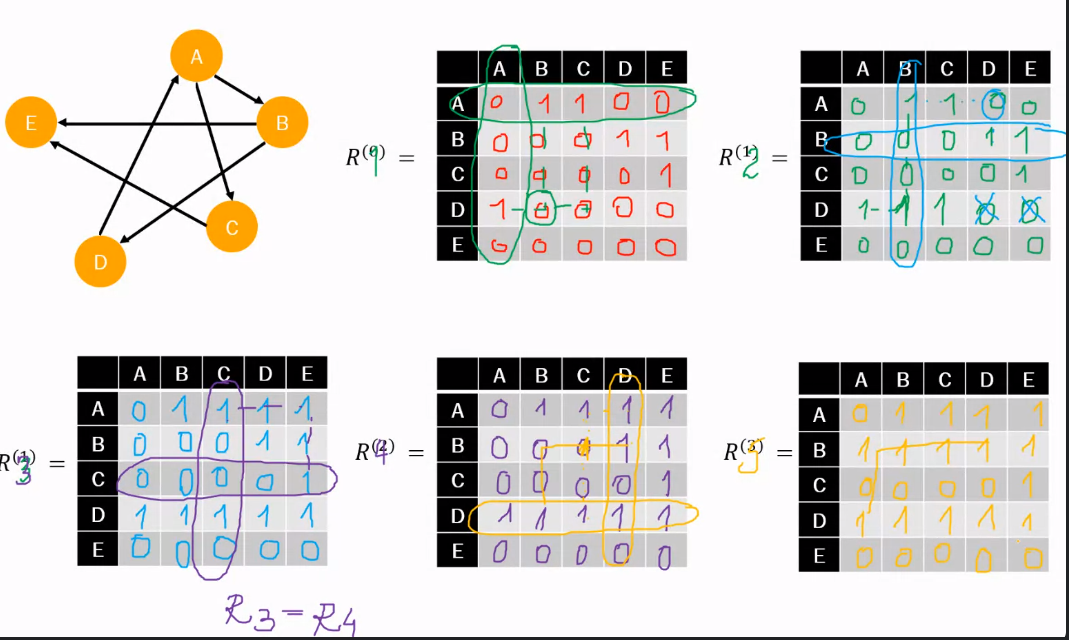 A
E
B
C
D
R(1) =
A B C D E
A 0 1 1 0 0
B 0 0 0 1 1
C 0 0 0 0 1
D 1 0 0 0 0
E 0 0 0 0 0
R(2) =
A B C D E
A 0 1 1 0 0
B 0 0 0 1 1
C 0 0 0 0 1
D 1 1 1 0 0
E 0 0 0 0 0
R(3) =
A B C D E
A 0 1 1 1 1
B 0 0 0 1 1
C 0 0 0 0 1
D 1 1 1 1 1
E 0 0 0 0 0
R(4) =
A B C D E
A 0 1 1 1 1
B 0 0 0 1 1
C 0 0 0 0 1
D 1 1 1 1 1
E 0 0 0 0 0
R(5) =
A B C D E
A 0 1 1 1 1
B 1 1 1 1 1
C 0 0 0 0 1
D 1 1 1 1 1
E 0 0 0 0 0
R3 = R4